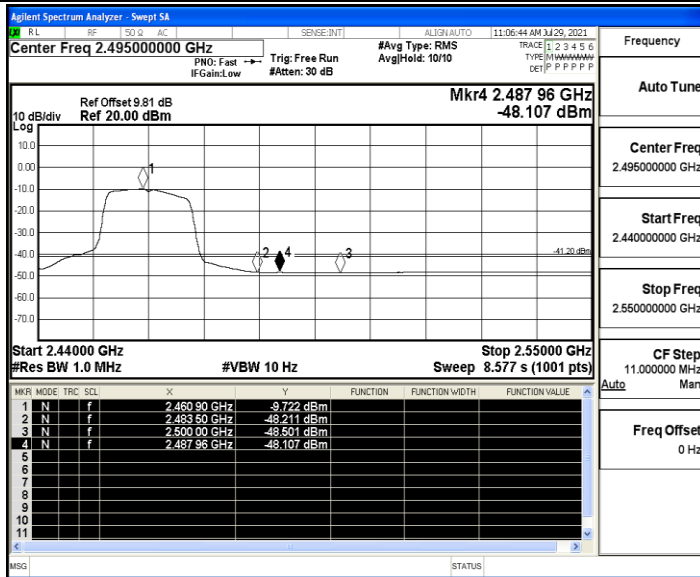 Agilent Spectrum Analyzer - Swept SA
RL RF 50 Ω AC SENSE:INT ALIGN AUTO 11:06:44 AM Jul 29, 2021
Center Freq 2.495000000 GHz
PNO: Fast
IFGain:Low
Trig: Free Run
#Atten: 30 dB
#Avg Type: RMS
Avg|Hold: 10/10
TRACE 1 2 3 4 5 6
TYPE M WWWWW
DET P P P P P P
Frequency
Auto Tune
Center Freq
2.495000000 GHz
Start Freq
2.440000000 GHz
Stop Freq
2.550000000 GHz
CF Step
11.000000 MHz
Auto Man
Freq Offset
0 Hz
Mkr4 2.487 96 GHz
-48.107 dBm
Ref Offset 9.81 dB
Ref 20.00 dBm
10 dB/div
Log
10.0
0.00
-10.0
-20.0
-30.0
-40.0
-50.0
-60.0
-70.0
1
2
4
3
-41.20 dBm
Start 2.44000 GHz
Stop 2.55000 GHz
#Res BW 1.0 MHz
#VBW 10 Hz
Sweep 8.577 s (1001 pts)
MKR MODE TRC SCL X Y FUNCTION FUNCTION WIDTH FUNCTION VALUE
1 N f 2.460 90 GHz -9.722 dBm
2 N f 2.483 50 GHz -48.211 dBm
3 N f 2.500 00 GHz -48.501 dBm
4 N f 2.487 96 GHz -48.107 dBm
5
6
7
8
9
10
11
MSG
STATUS